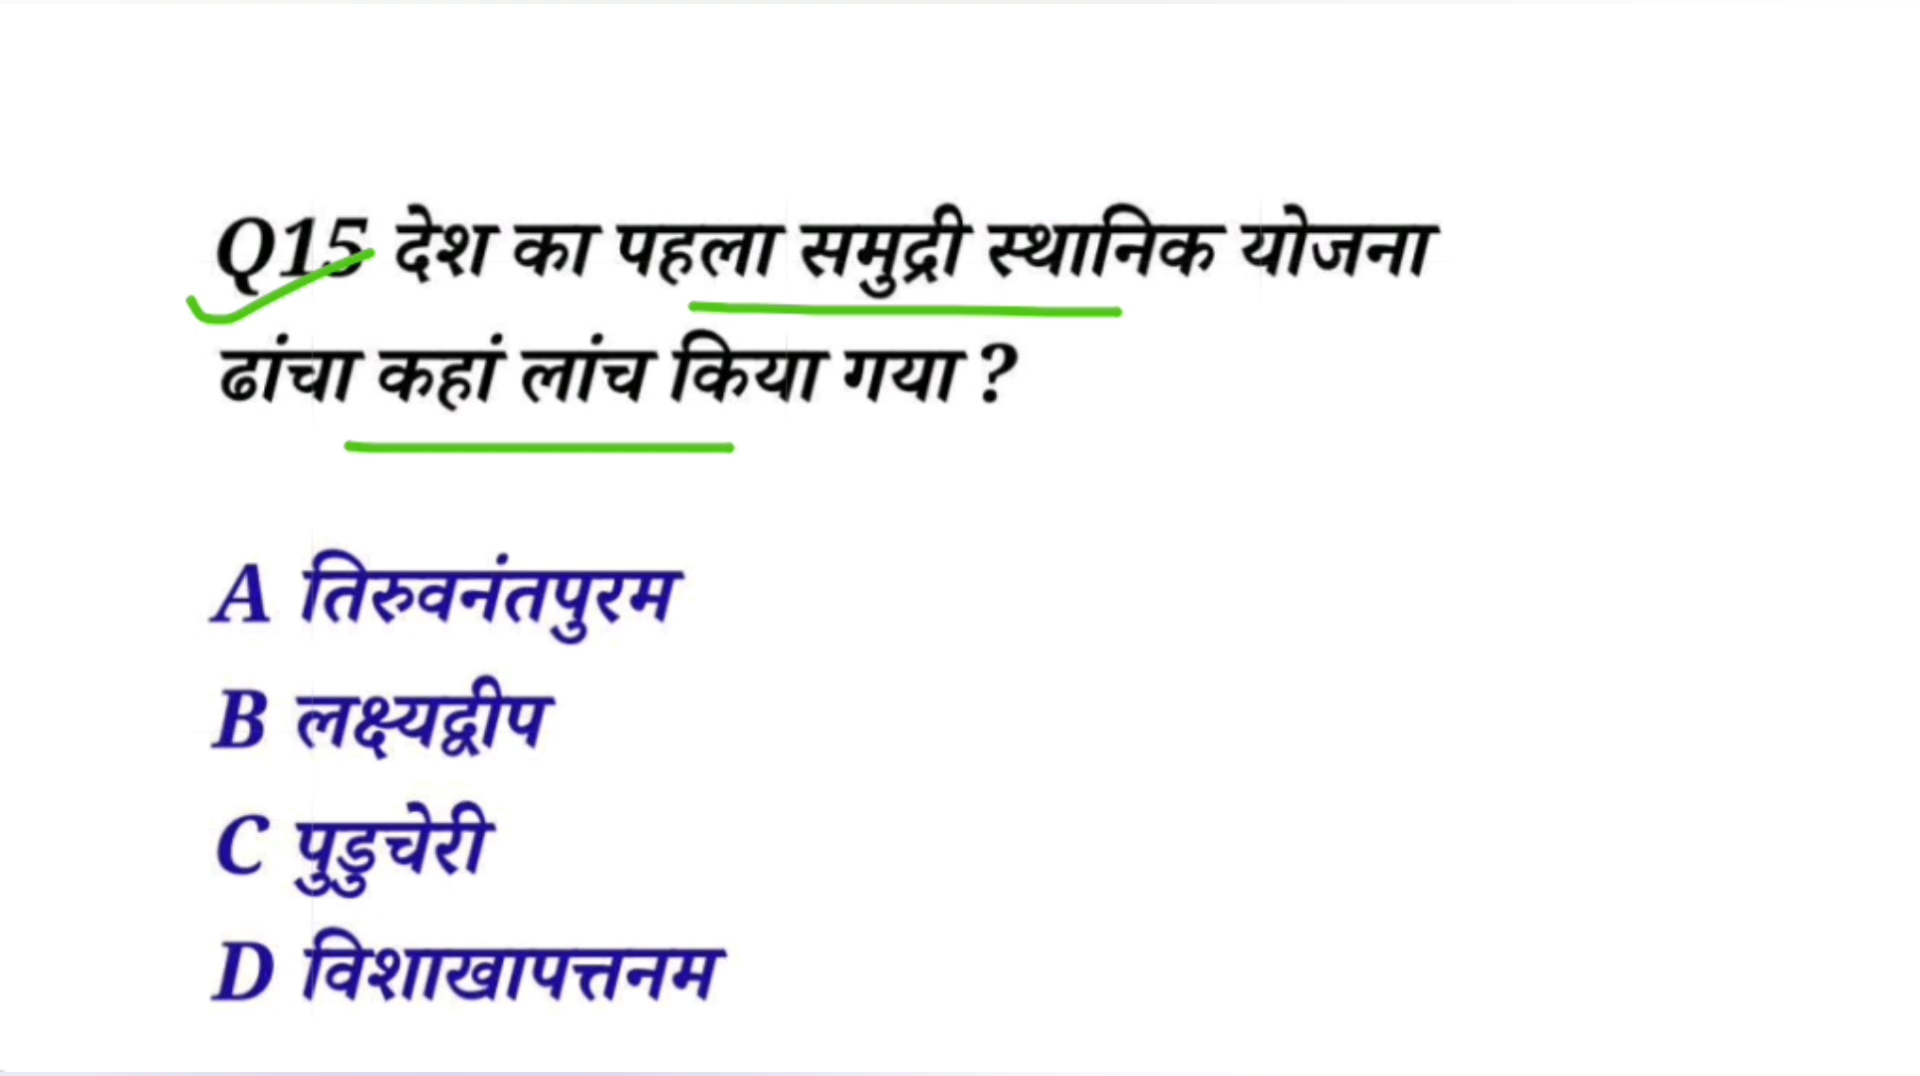 Q15 देश का पहला समुद्री स्थानिक योजना
ढांचा कहां लांच किया गया ?
A तिरुवनंतपुरम
B लक्ष्यद्वीप
C पुडुचेरी
D विशाखापत्तनम